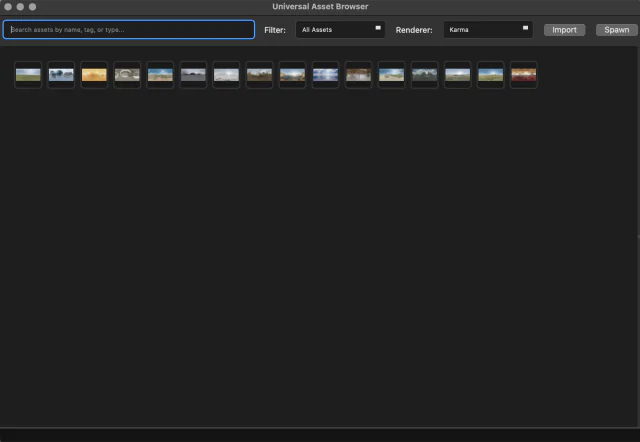 Universal Asset Browser
Search assets by name, tag, or type...
Filter:
All Assets
Renderer:
Karma
Import
Spawn